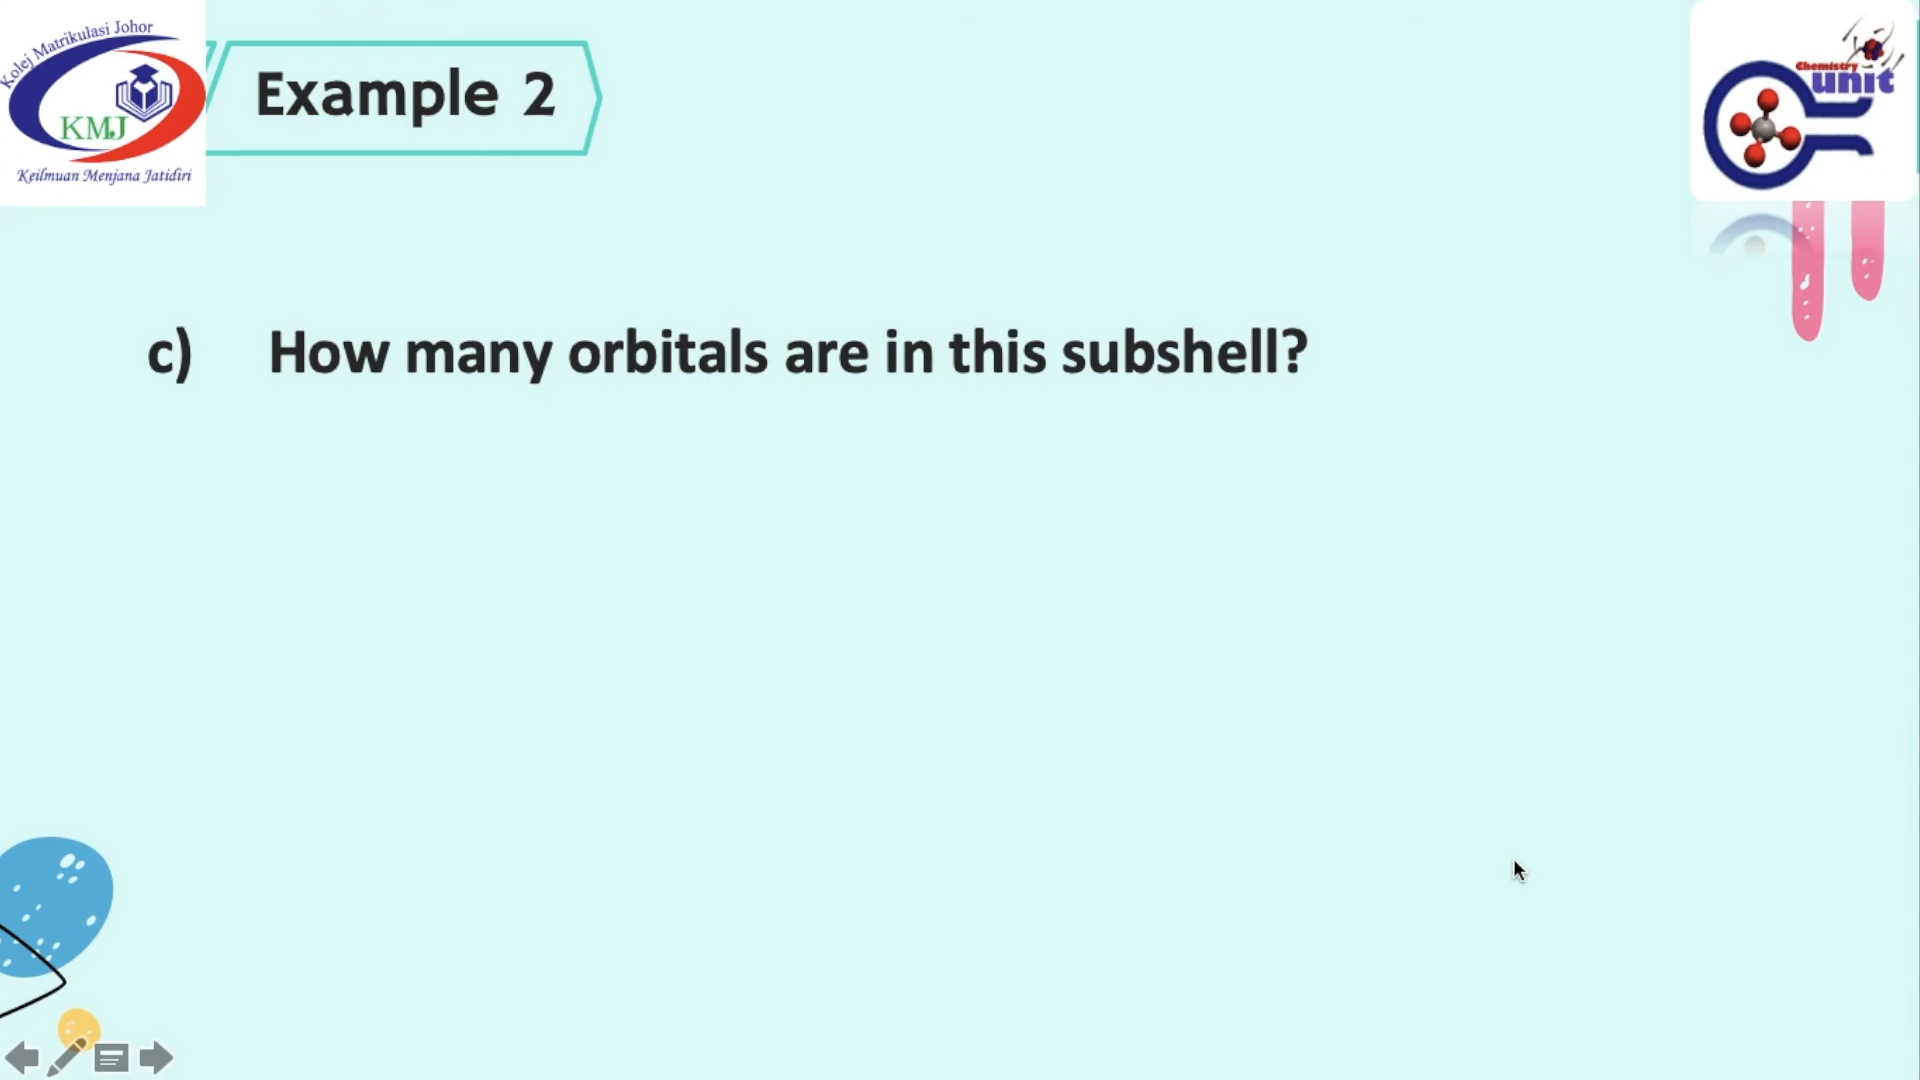 Kolej Matrikulasi Johor
KMJ
Keilmuan Menjana Jatidiri
Example 2
Chemistry
unit
c) How many orbitals are in this subshell?